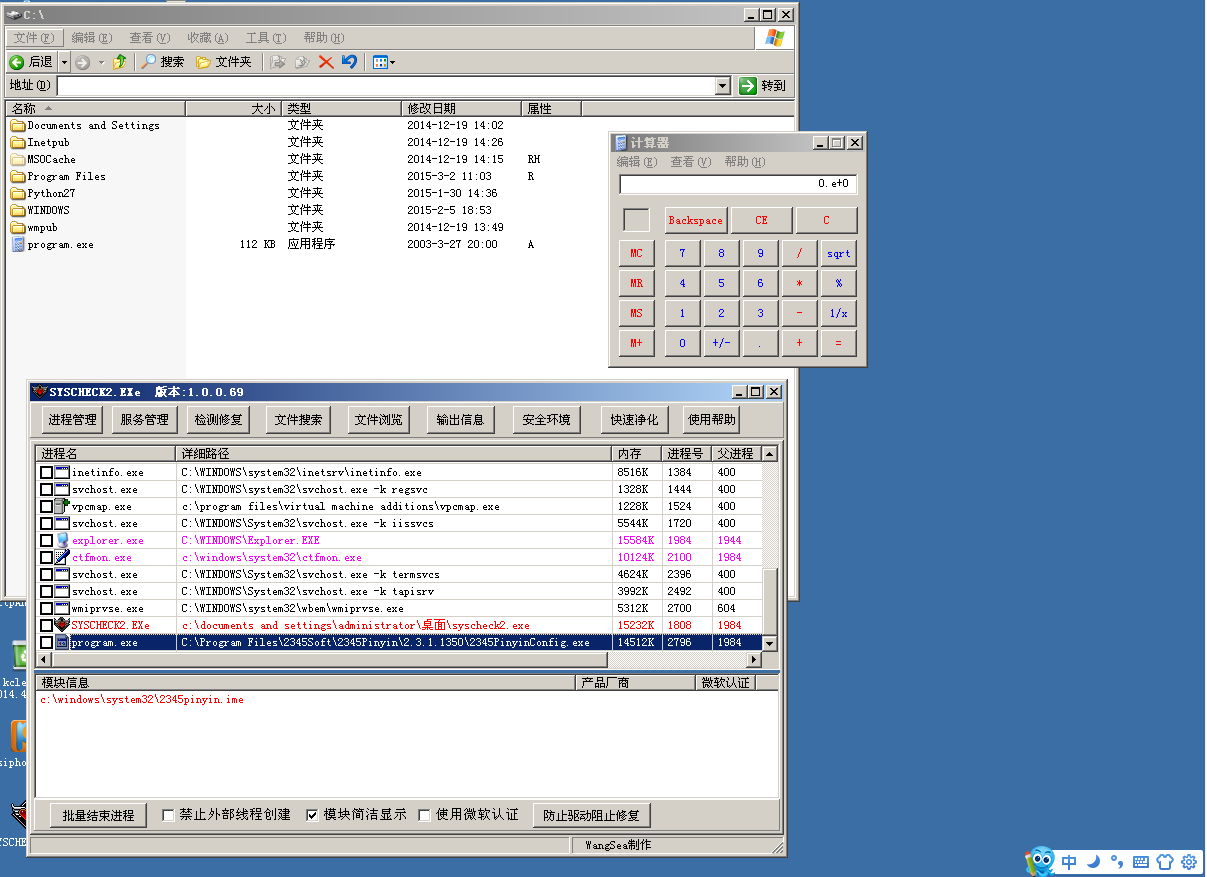 C:\
文件(F) 编辑(E) 查看(V) 收藏(A) 工具(T) 帮助(H)
后退 搜索 文件夹
地址(D) 转到
名称 大小 类型 修改日期 属性
Documents and Settings 文件夹 2014-12-19 14:02
Inetpub 文件夹 2014-12-19 14:26
MSOCache 文件夹 2014-12-19 14:15 RH
Program Files 文件夹 2015-3-2 11:03 R
Python27 文件夹 2015-1-30 14:36
WINDOWS 文件夹 2015-2-5 18:53
wmpub 文件夹 2014-12-19 13:49
program.exe 112 KB 应用程序 2003-3-27 20:00 A
计算器
编辑(E) 查看(V) 帮助(H)
0.e+0
Backspace CE C
MC 7 8 9 / sqrt
MR 4 5 6 * %
MS 1 2 3 - 1/x
M+ 0 +/- . + =
SYSCHECK2.EXe 版本:1.0.0.69
进程管理 服务管理 检测修复 文件搜索 文件浏览 输出信息 安全环境 快速净化 使用帮助
进程名 详细路径 内存 进程号 父进程
inetinfo.exe C:\WINDOWS\system32\inetsrv\inetinfo.exe 8516K 1384 400
svchost.exe C:\WINDOWS\system32\svchost.exe -k regsvc 1328K 1444 400
vpcmap.exe c:\program files\virtual machine additions\vpcmap.exe 1228K 1524 400
svchost.exe C:\WINDOWS\System32\svchost.exe -k iissvcs 5544K 1720 400
explorer.exe C:\WINDOWS\Explorer.EXE 15584K 1984 1944
ctfmon.exe c:\windows\system32\ctfmon.exe 10124K 2100 1984
svchost.exe C:\WINDOWS\System32\svchost.exe -k termsvcs 4624K 2396 400
svchost.exe C:\WINDOWS\System32\svchost.exe -k tapisrv 3992K 2492 400
wmiprvse.exe C:\WINDOWS\system32\wbem\wmiprvse.exe 5312K 2700 604
SYSCHECK2.EXe c:\documents and settings\administrator\桌面\syscheck2.exe 15232K 1808 1984
program.exe C:\Program Files\2345Soft\2345Pinyin\2.3.1.1350\2345PinyinConfig.exe 14512K 2796 1984
模块信息 产品厂商 微软认证
c:\windows\system32\2345pinyin.ime
kcle
014.4
sipho
YSCHE
批量结束进程 禁止外部线程创建 模块简洁显示 使用微软认证 防止驱动阻止修复
WangSea制作
中